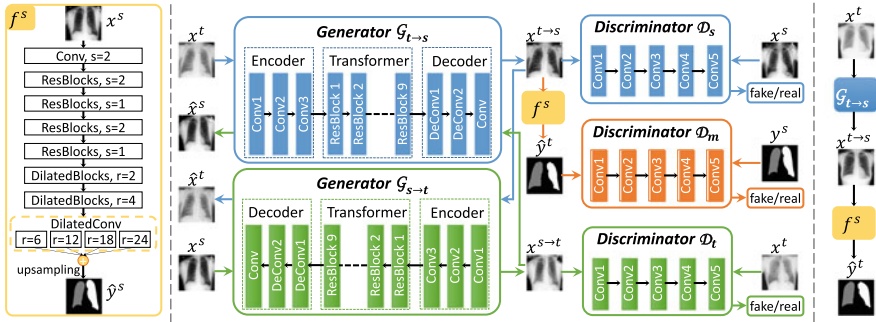 f^s
x^s
Conv, s=2
ResBlocks, s=2
ResBlocks, s=1
ResBlocks, s=2
ResBlocks, s=1
DilatedBlocks, r=2
DilatedBlocks, r=4
DilatedConv
r=6 r=12 r=18 r=24
upsampling
ŷ^s
x^t
Generator 𝒢_{t→s}
Encoder Transformer Decoder
Conv1 Conv2 Conv3 ResBlock 1 ResBlock 2 ResBlock 9 DeConv1 DeConv2 Conv
x̂^s
x^{t→s}
f^s
ŷ^t
Discriminator 𝒟_s
Conv1 Conv2 Conv3 Conv4 Conv5
x^s
fake/real
Discriminator 𝒟_m
Conv1 Conv2 Conv3 Conv4 Conv5
y^s
fake/real
x̂^t
Generator 𝒢_{s→t}
Decoder Transformer Encoder
Conv DeConv2 DeConv1 ResBlock 9 ResBlock 2 ResBlock 1 Conv3 Conv2 Conv1
x^s
x^{s→t}
Discriminator 𝒟_t
Conv1 Conv2 Conv3 Conv4 Conv5
x^t
fake/real
x^t
𝒢_{t→s}
x^{t→s}
f^s
ŷ^t